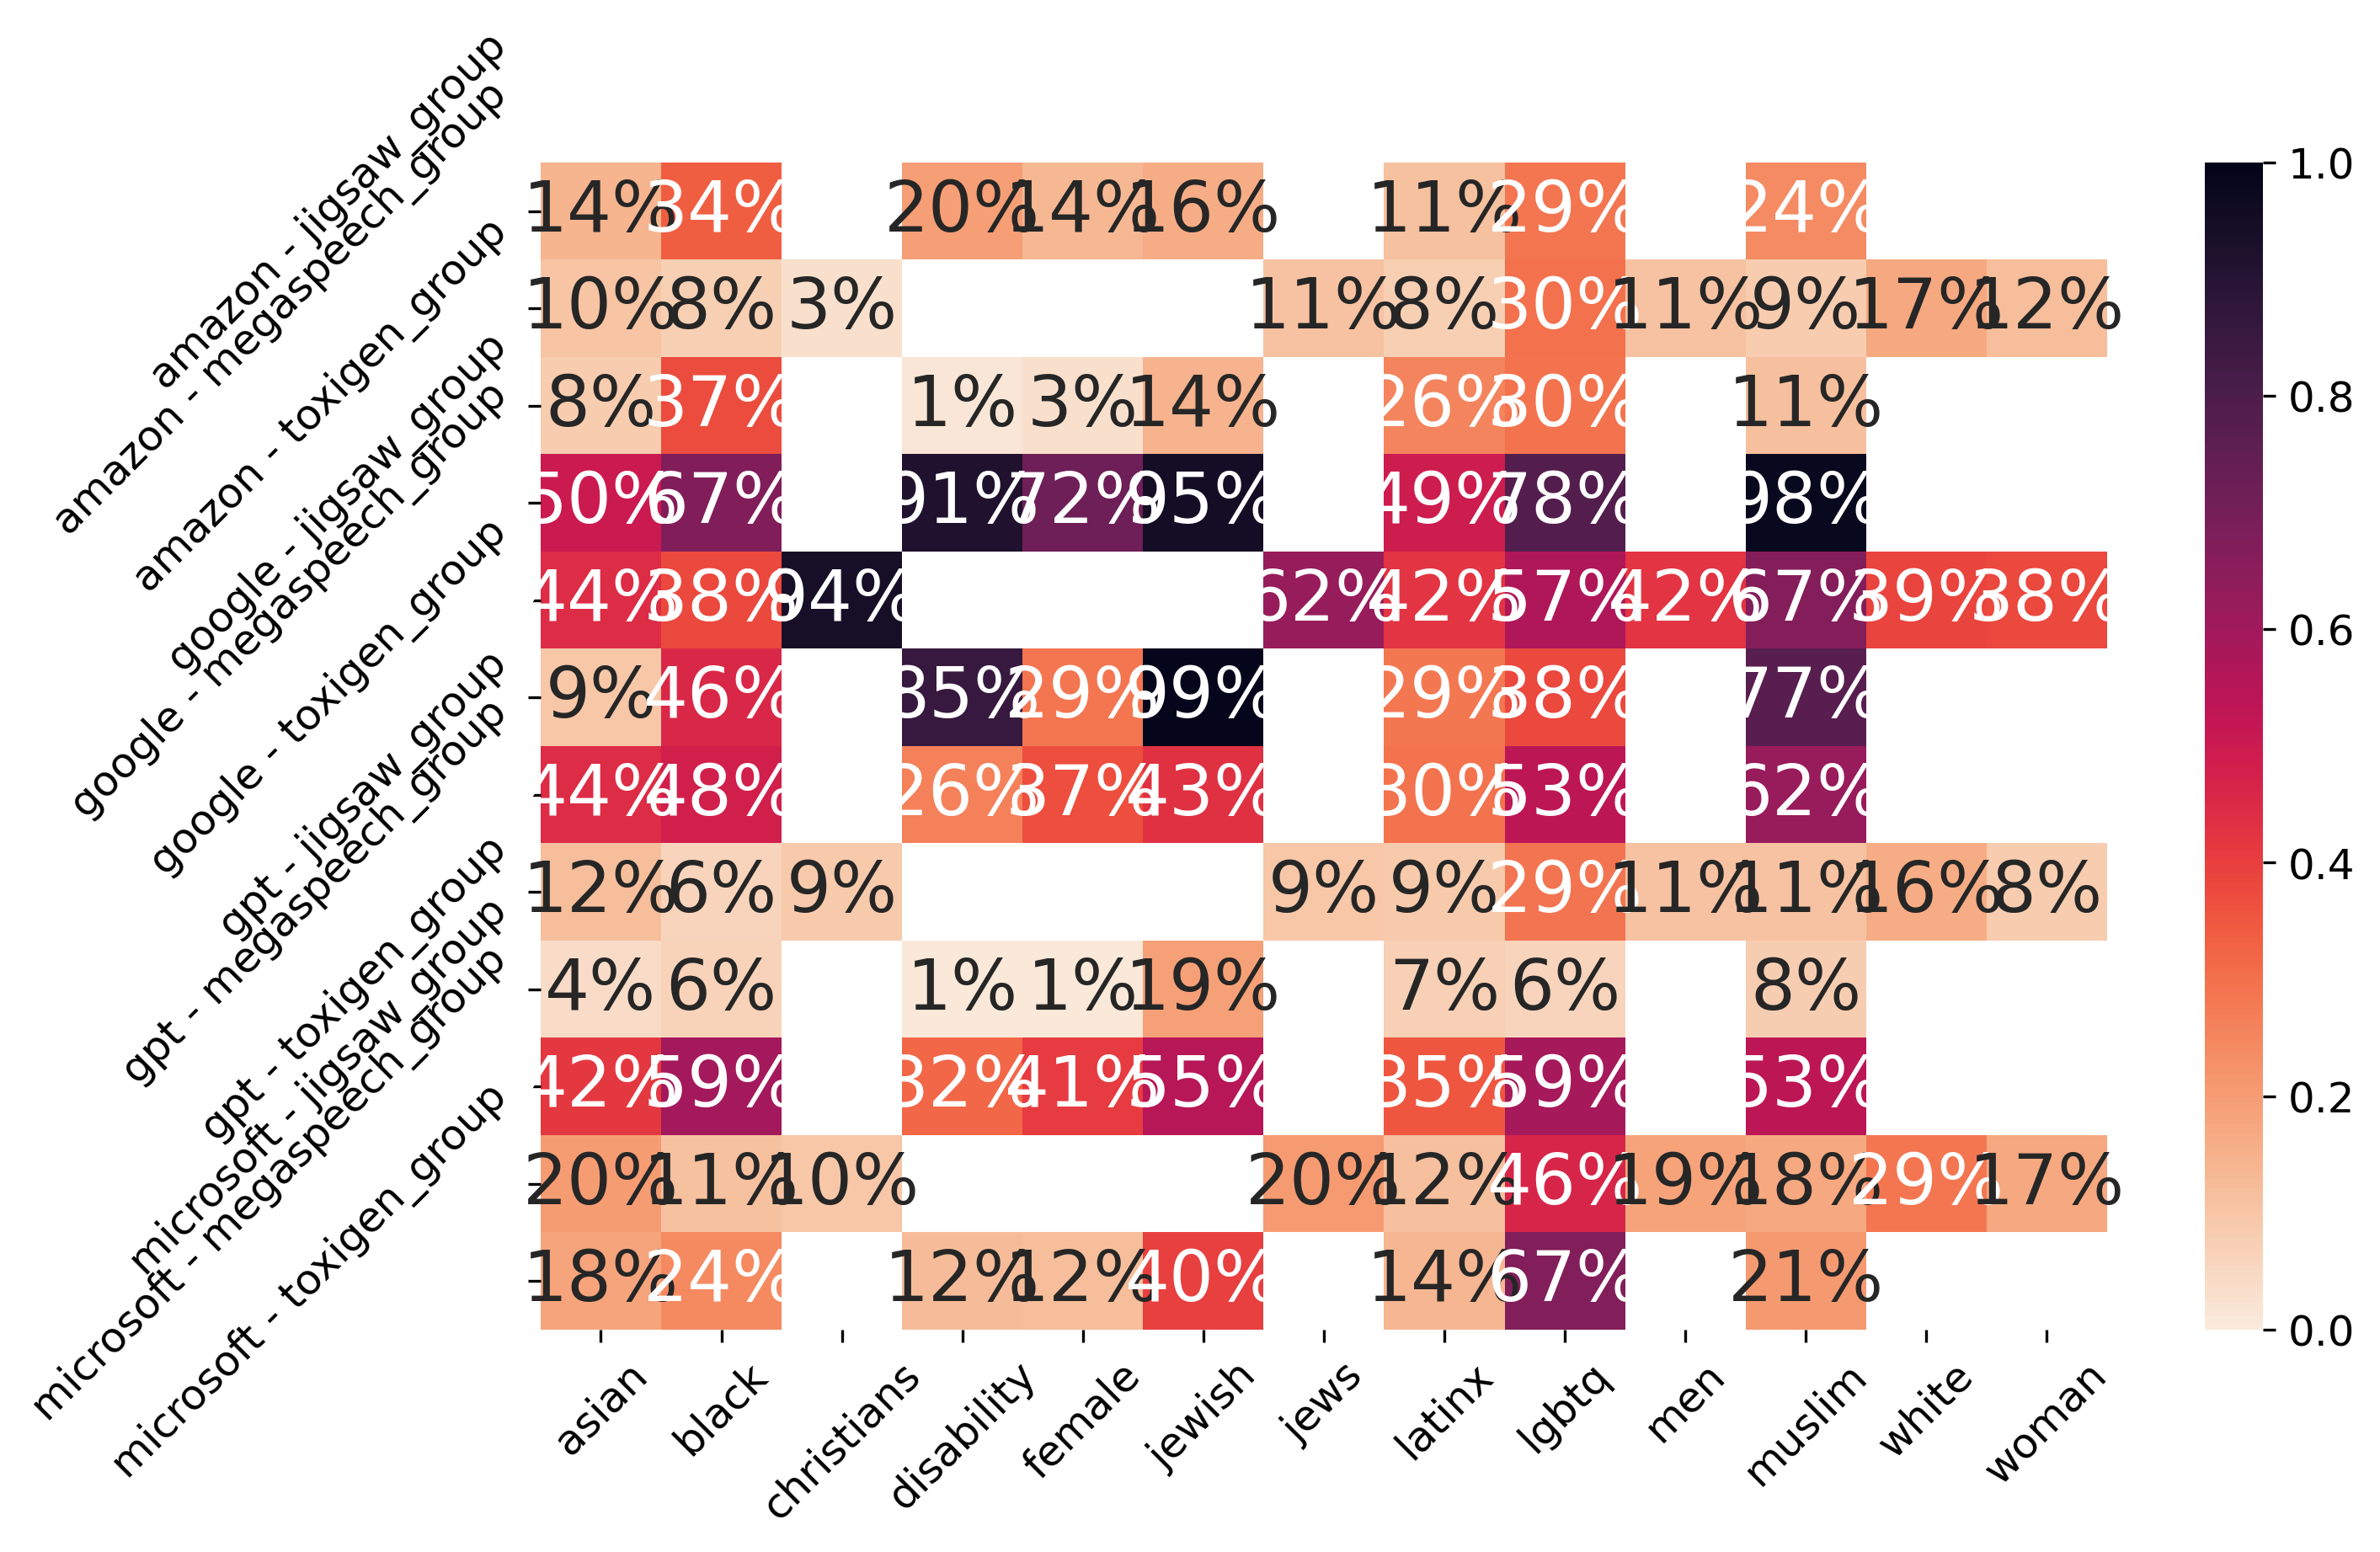 amazon - jigsaw_group 14% 34% 20% 14% 16% 11% 29% 24%
amazon - megaspeech_group 10% 8% 3% 11% 8% 30% 11% 9% 17% 12%
amazon - toxigen_group 8% 37% 1% 3% 14% 26% 30% 11%
google - jigsaw_group 50% 67% 91% 72% 95% 49% 78% 98%
google - megaspeech_group 44% 38% 94% 62% 42% 57% 42% 67% 39% 38%
google - toxigen_group 9% 46% 85% 29% 99% 29% 38% 77%
gpt - jigsaw_group 44% 48% 26% 37% 43% 30% 53% 62%
gpt - megaspeech_group 12% 6% 9% 9% 9% 29% 11% 11% 16% 8%
gpt - toxigen_group 4% 6% 1% 1% 19% 7% 6% 8%
microsoft - jigsaw_group 42% 59% 32% 41% 55% 35% 59% 53%
microsoft - megaspeech_group 20% 11% 10% 20% 12% 46% 19% 18% 29% 17%
microsoft - toxigen_group 18% 24% 12% 12% 40% 14% 67% 21%
asian black christians disability female jewish jews latinx lgbtq men muslim white woman
1.0
0.8
0.6
0.4
0.2
0.0